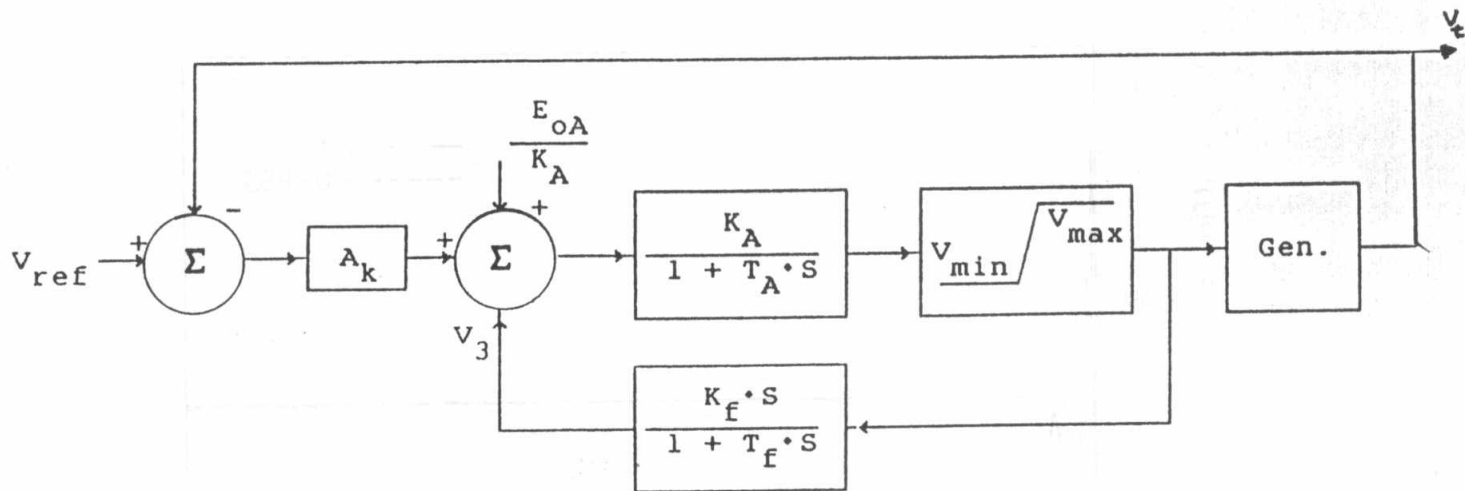 V_t
E_oA
K_A
-
+
+
+
V_ref
Σ
A_k
Σ
K_A
1 + T_A·S
V_min
V_max
Gen.
V_3
K_f·S
1 + T_f·S